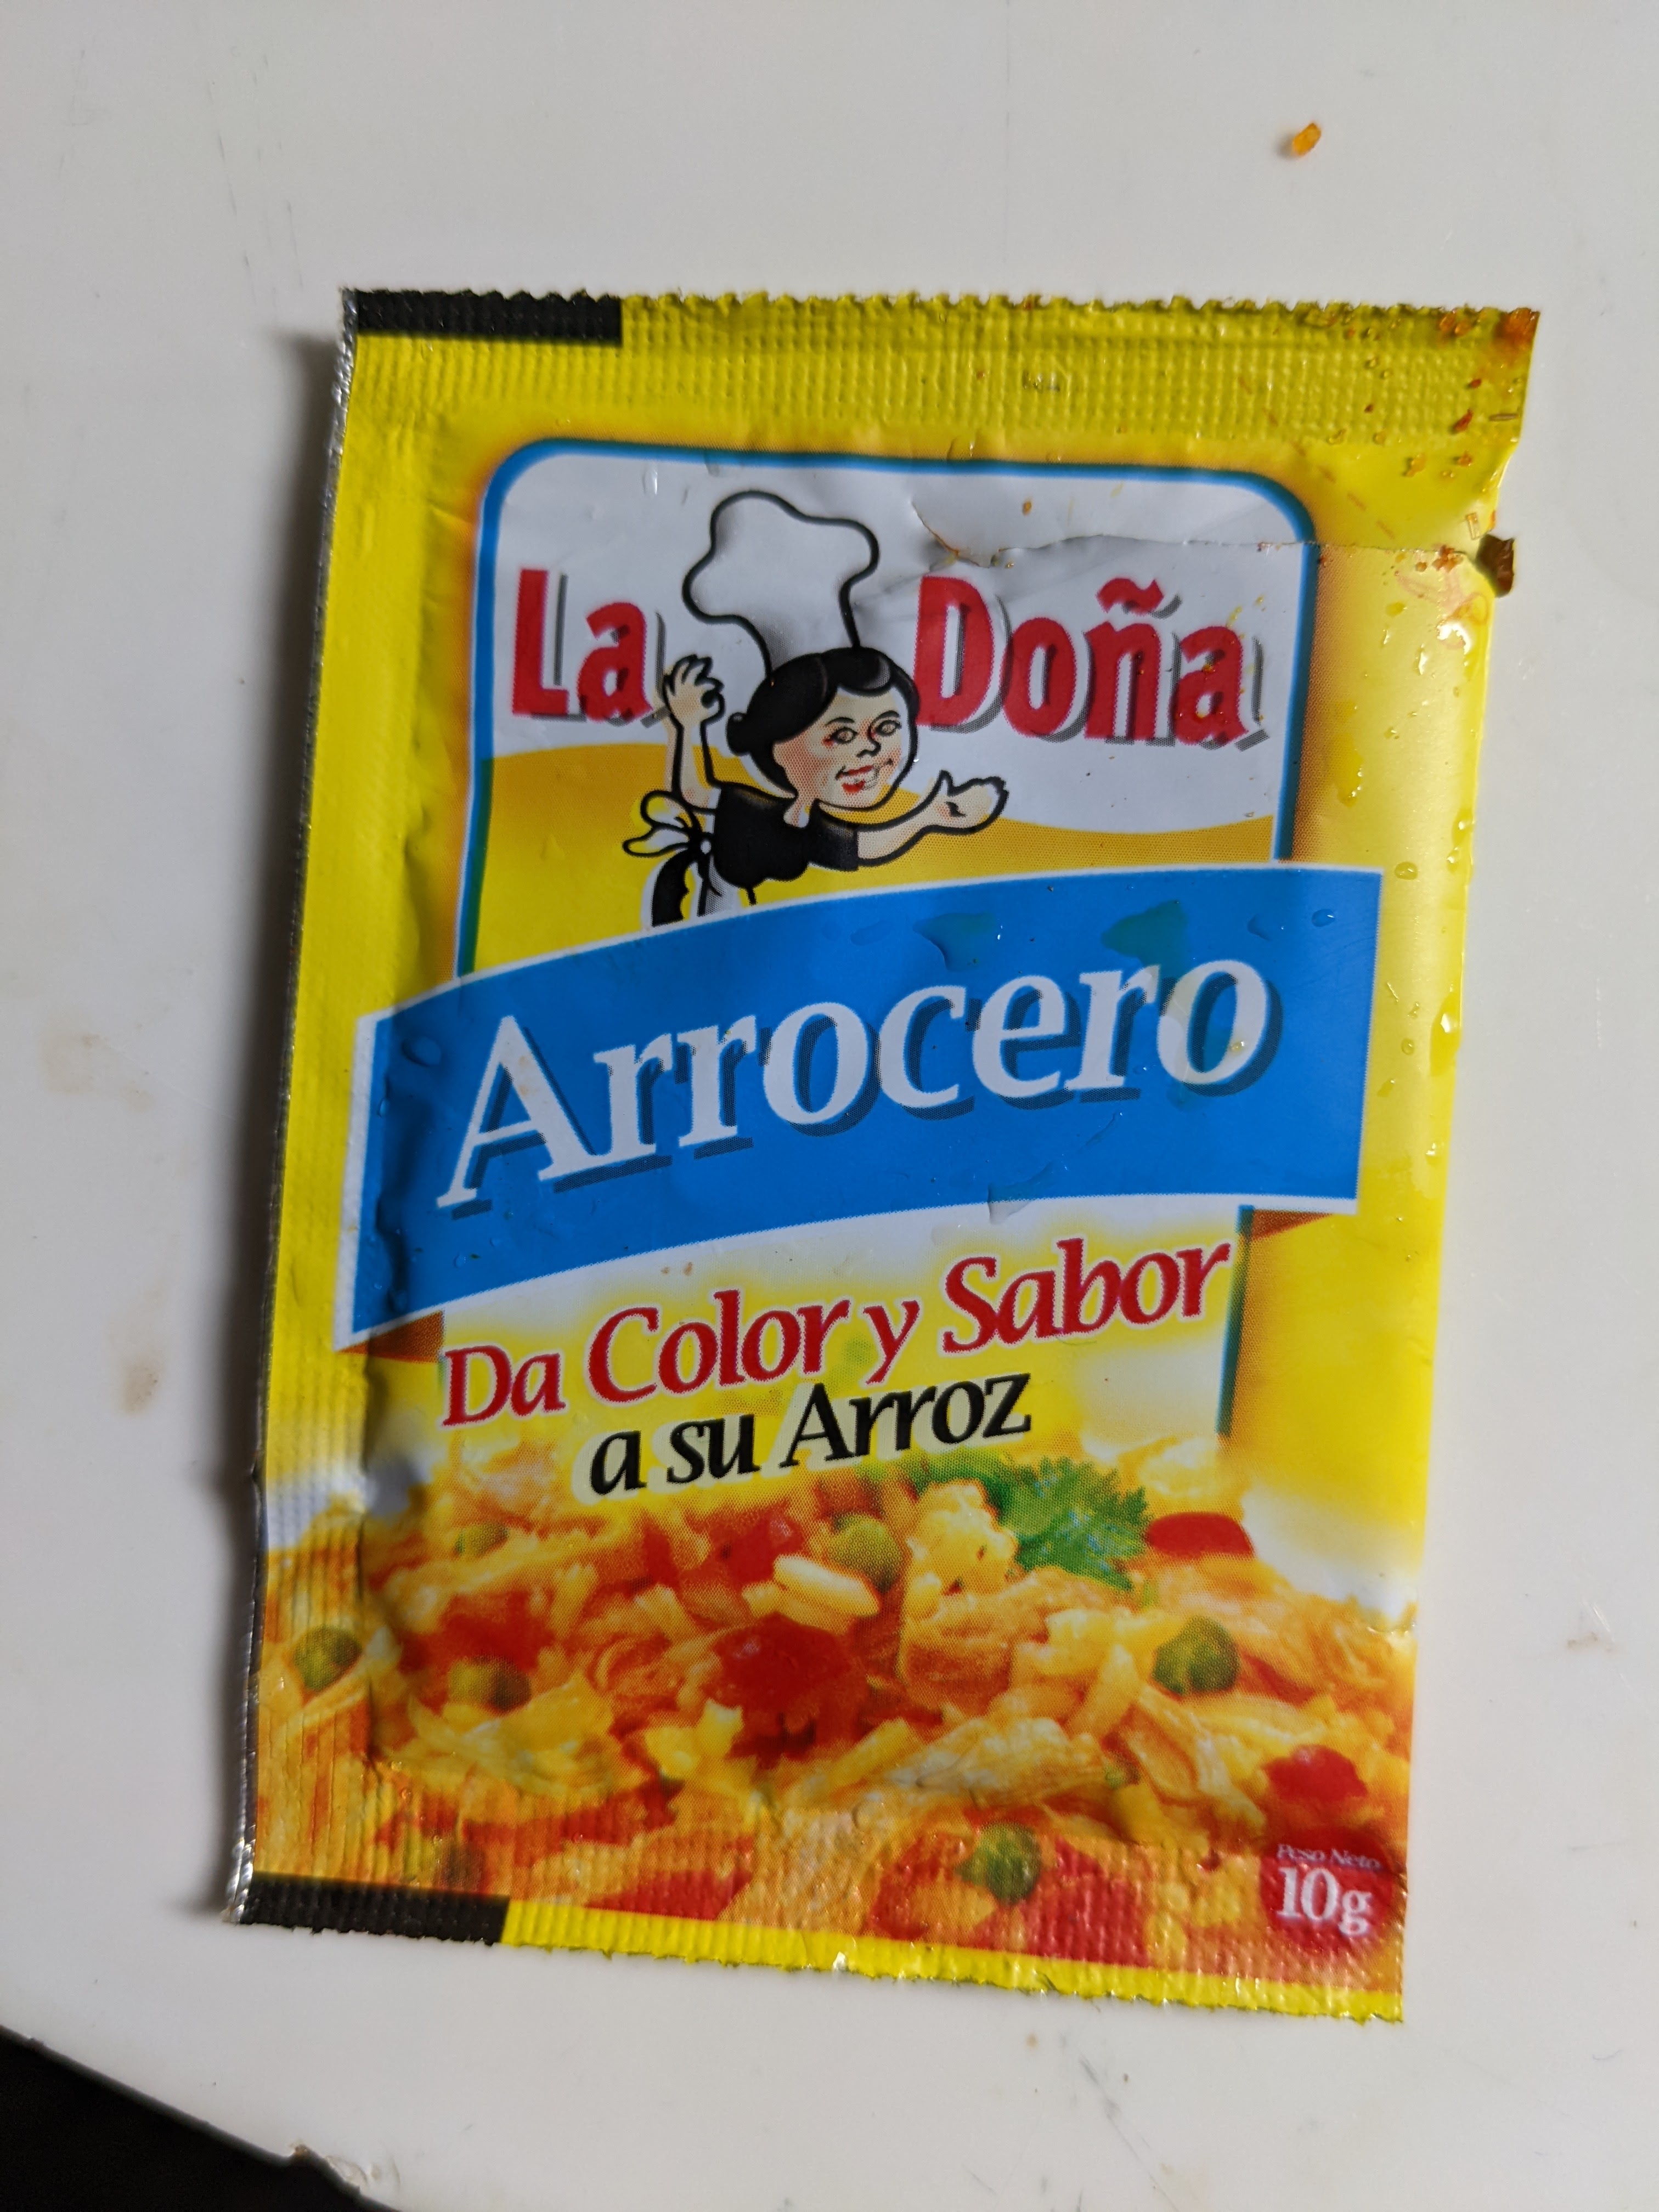 La Doña
Arrocero
Da Color y Sabor
a su Arroz
Peso Neto
10g